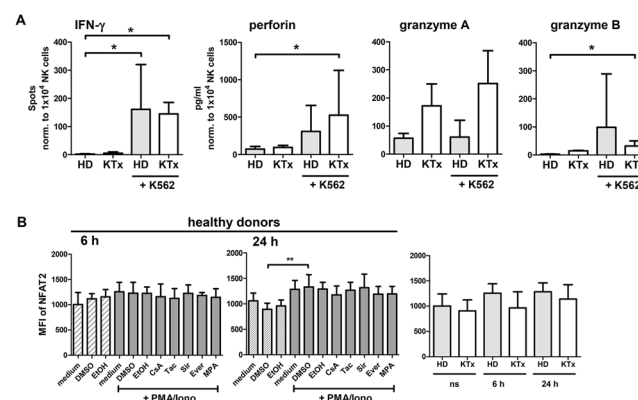 A
IFN-γ
perforin
granzyme A
granzyme B
*
*
*
*
Spots
norm. to 1x10⁴ NK cells
400
300
200
100
0
HD KTx HD KTx
+ K562
pg/ml
norm. to 1x10⁴ NK cells
1500
1000
500
0
HD KTx HD KTx
+ K562
400
300
200
100
0
HD KTx HD KTx
+ K562
400
300
200
100
0
HD KTx HD KT
+ K562
B
healthy donors
6 h
24 h
**
MFI of NFAT2
2000
1500
1000
500
0
medium DMSO EtOH medium DMSO EtOH CsA Tac Sir Ever MPA
+ PMA/Iono
2000
1500
1000
500
0
medium DMSO EtOH medium DMSO EtOH CsA Tac Sir Ever MPA
+ PMA/Iono
2000
1500
1000
500
0
HD KTx HD KTx HD KTx
ns 6 h 24 h